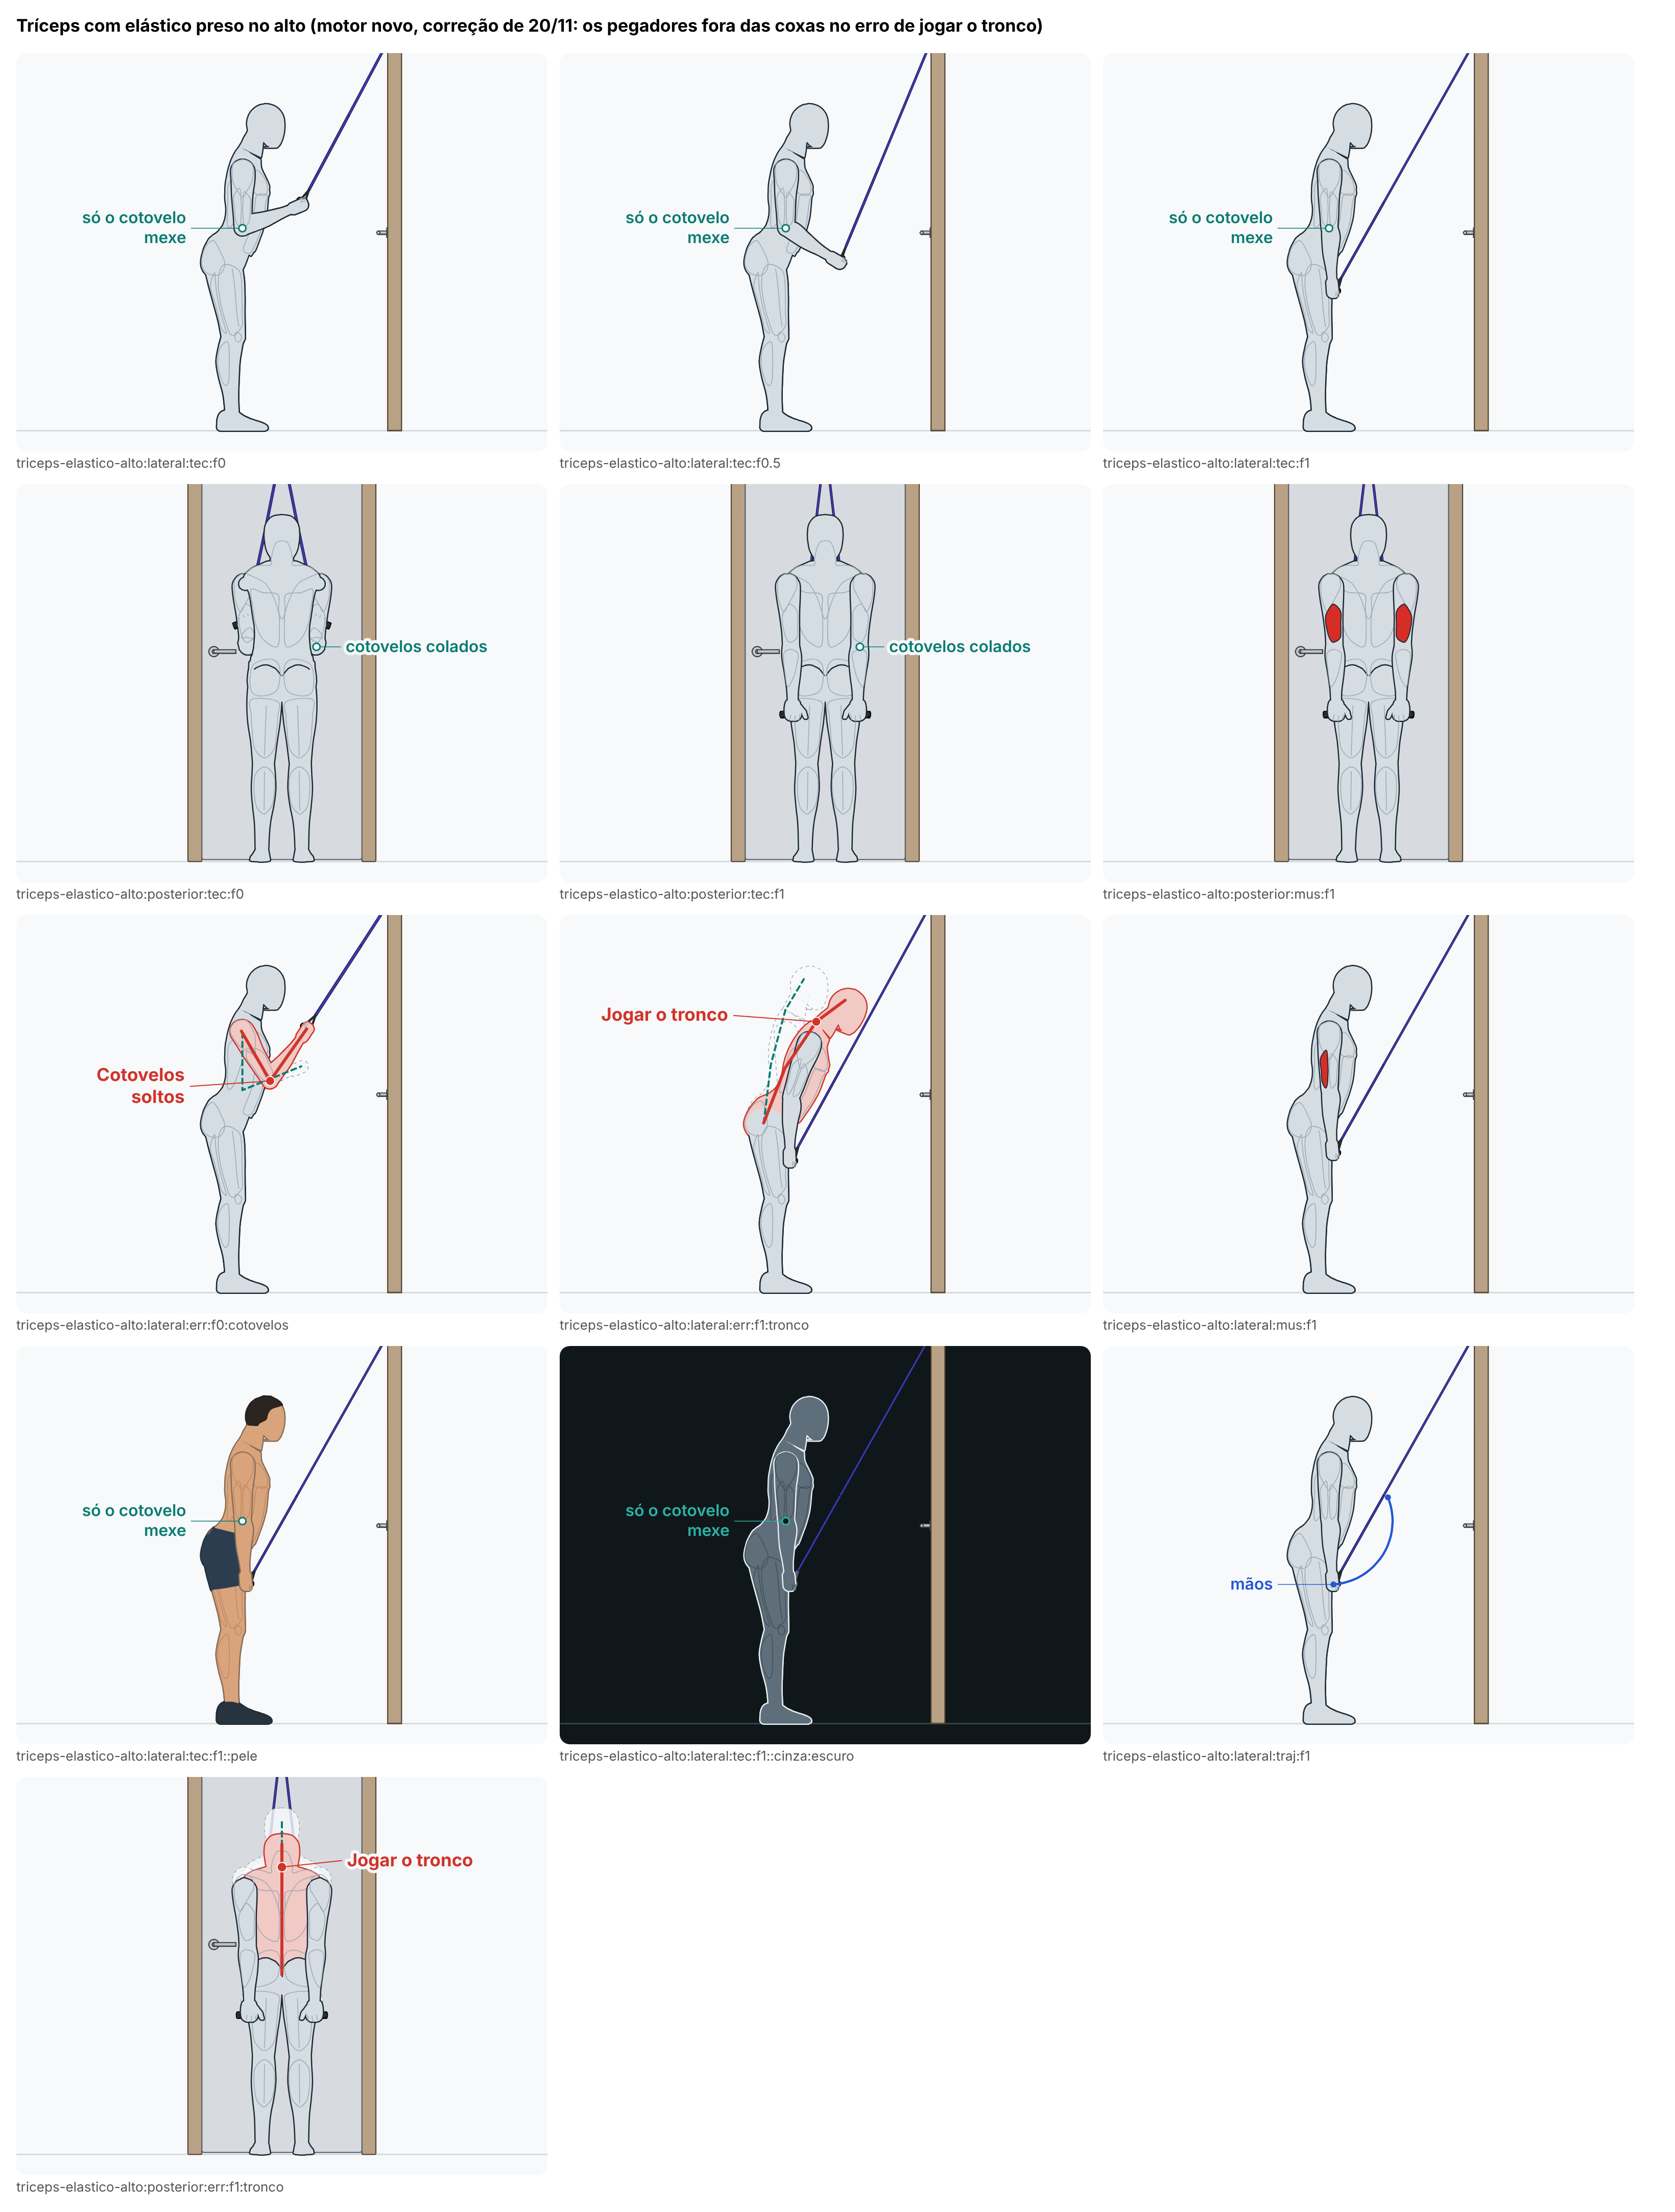 Tríceps com elástico preso no alto (motor novo, correção de 20/11: os pegadores fora das coxas no erro de jogar o tronco)
só o cotovelo
mexe
só o cotovelo
mexe
só o cotovelo
mexe
triceps-elastico-alto:lateral:tec:f0
triceps-elastico-alto:lateral:tec:f0.5
triceps-elastico-alto:lateral:tec:f1
cotovelos colados
cotovelos colados
triceps-elastico-alto:posterior:tec:f0
triceps-elastico-alto:posterior:tec:f1
triceps-elastico-alto:posterior:mus:f1
Cotovelos
soltos
Jogar o tronco
triceps-elastico-alto:lateral:err:f0:cotovelos
triceps-elastico-alto:lateral:err:f1:tronco
triceps-elastico-alto:lateral:mus:f1
só o cotovelo
mexe
só o cotovelo
mexe
mãos
triceps-elastico-alto:lateral:tec:f1::pele
triceps-elastico-alto:lateral:tec:f1::cinza:escuro
triceps-elastico-alto:lateral:traj:f1
Jogar o tronco
triceps-elastico-alto:posterior:err:f1:tronco